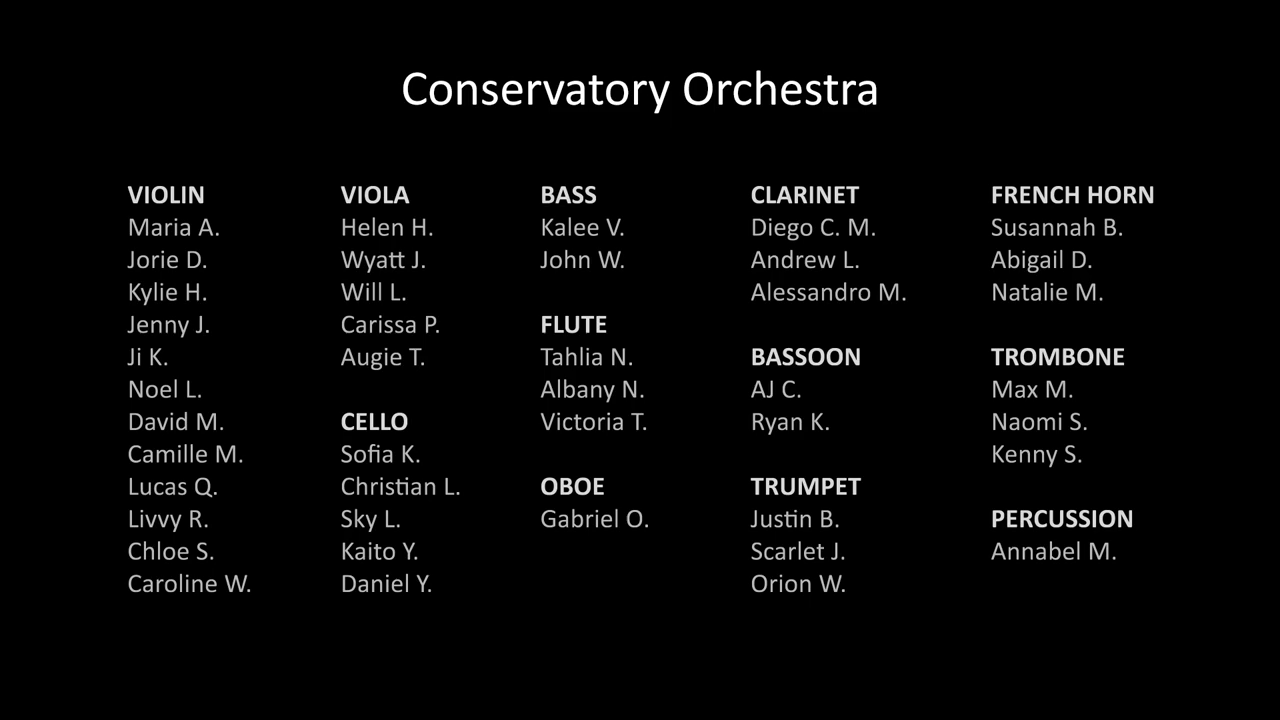 Conservatory Orchestra
VIOLIN
Maria A.
Jorie D.
Kylie H.
Jenny J.
Ji K.
Noel L.
David M.
Camille M.
Lucas Q.
Livvy R.
Chloe S.
Caroline W.
VIOLA
Helen H.
Wyatt J.
Will L.
Carissa P.
Augie T.
CELLO
Sofia K.
Christian L.
Sky L.
Kaito Y.
Daniel Y.
BASS
Kalee V.
John W.
FLUTE
Tahlia N.
Albany N.
Victoria T.
OBOE
Gabriel O.
CLARINET
Diego C. M.
Andrew L.
Alessandro M.
BASSOON
AJ C.
Ryan K.
TRUMPET
Justin B.
Scarlet J.
Orion W.
FRENCH HORN
Susannah B.
Abigail D.
Natalie M.
TROMBONE
Max M.
Naomi S.
Kenny S.
PERCUSSION
Annabel M.